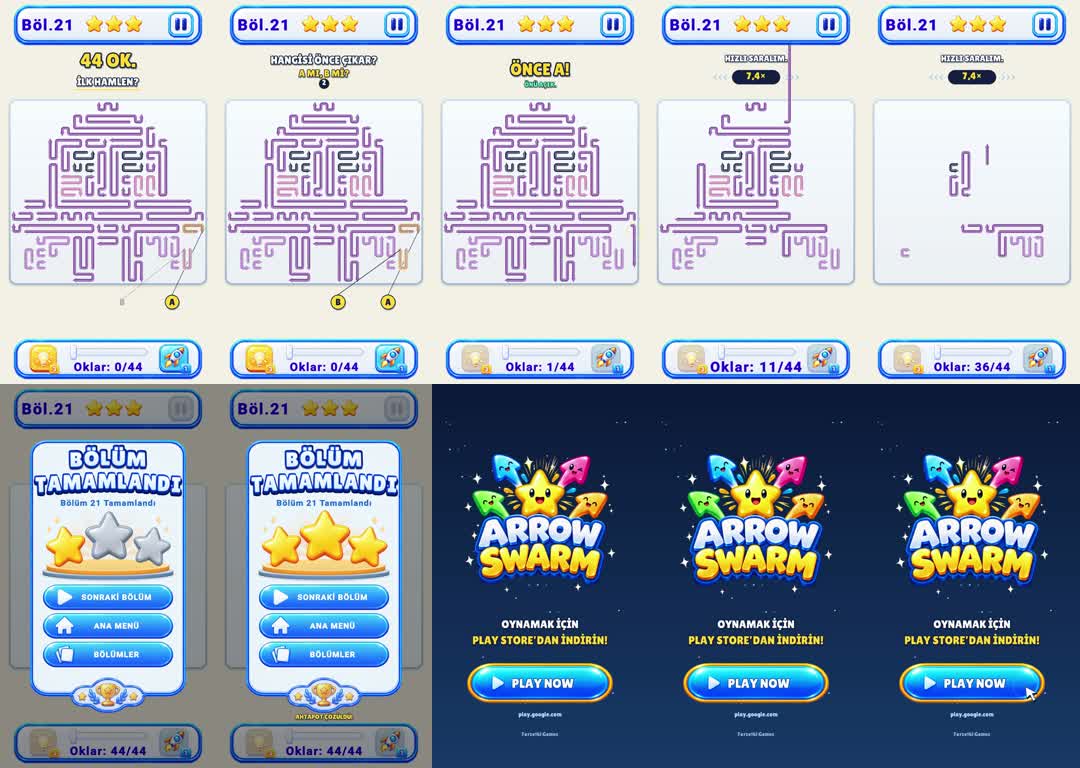 Böl.21
44 OK.
İLK HAMLEN?
B
A
Oklar: 0/44
Böl.21
HANGİSİ ÖNCE ÇIKAR?
A MI, B Mİ?
2
B
A
Oklar: 0/44
Böl.21
ÖNCE A!
ÖNÜ AÇIK.
Oklar: 1/44
Böl.21
HIZLI SARALIM.
7,4×
Oklar: 11/44
Böl.21
HIZLI SARALIM.
7,4×
Oklar: 36/44
Böl.21
BÖLÜM
TAMAMLANDI
Bölüm 21 Tamamlandı
SONRAKİ BÖLÜM
ANA MENÜ
BÖLÜMLER
Oklar: 44/44
Böl.21
BÖLÜM
TAMAMLANDI
Bölüm 21 Tamamlandı
SONRAKİ BÖLÜM
ANA MENÜ
BÖLÜMLER
AHTAPOT ÇÖZÜLDÜ!
Oklar: 44/44
ARROW
SWARM
OYNAMAK İÇİN
PLAY STORE'DAN İNDİRİN!
PLAY NOW
play.google.com
ARROW
SWARM
OYNAMAK İÇİN
PLAY STORE'DAN İNDİRİN!
PLAY NOW
play.google.com
ARROW
SWARM
OYNAMAK İÇİN
PLAY STORE'DAN İNDİRİN!
PLAY NOW
play.google.com